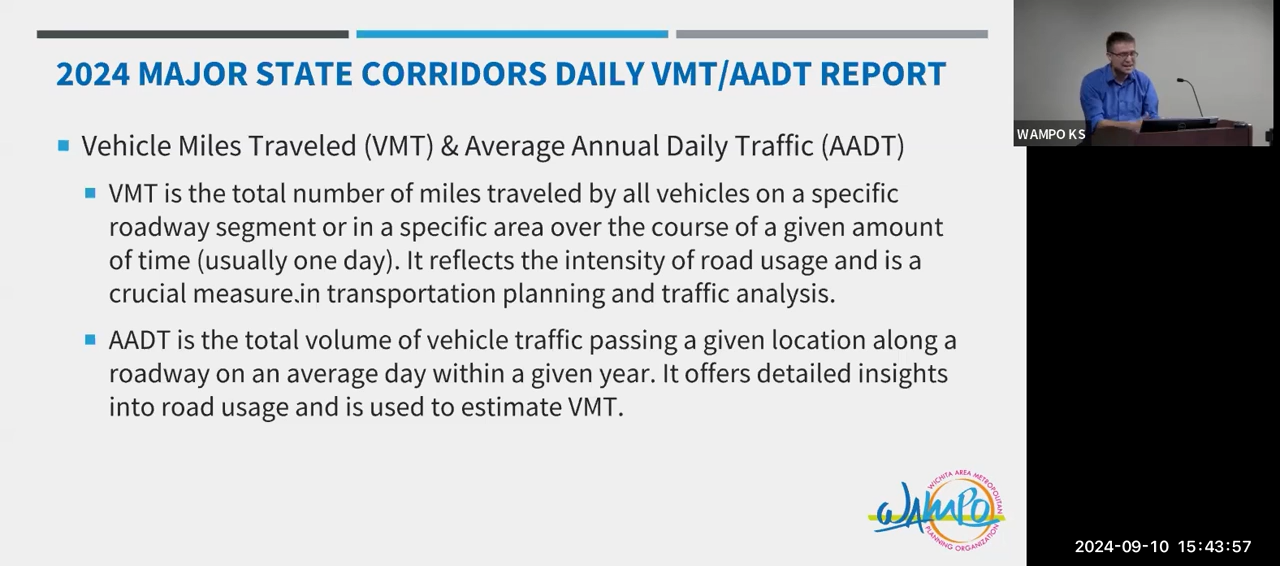 2024 MAJOR STATE CORRIDORS DAILY VMT/AADT REPORT
Vehicle Miles Traveled (VMT) & Average Annual Daily Traffic (AADT)
VMT is the total number of miles traveled by all vehicles on a specific
roadway segment or in a specific area over the course of a given amount
of time (usually one day). It reflects the intensity of road usage and is a
crucial measure.in transportation planning and traffic analysis.
AADT is the total volume of vehicle traffic passing a given location along a
roadway on an average day within a given year. It offers detailed insights
into road usage and is used to estimate VMT.
WICHITA AREA METROPOLITAN
WAMPO
PLANNING ORGANIZATION
WAMPO KS
2024-09-10 15:43:57